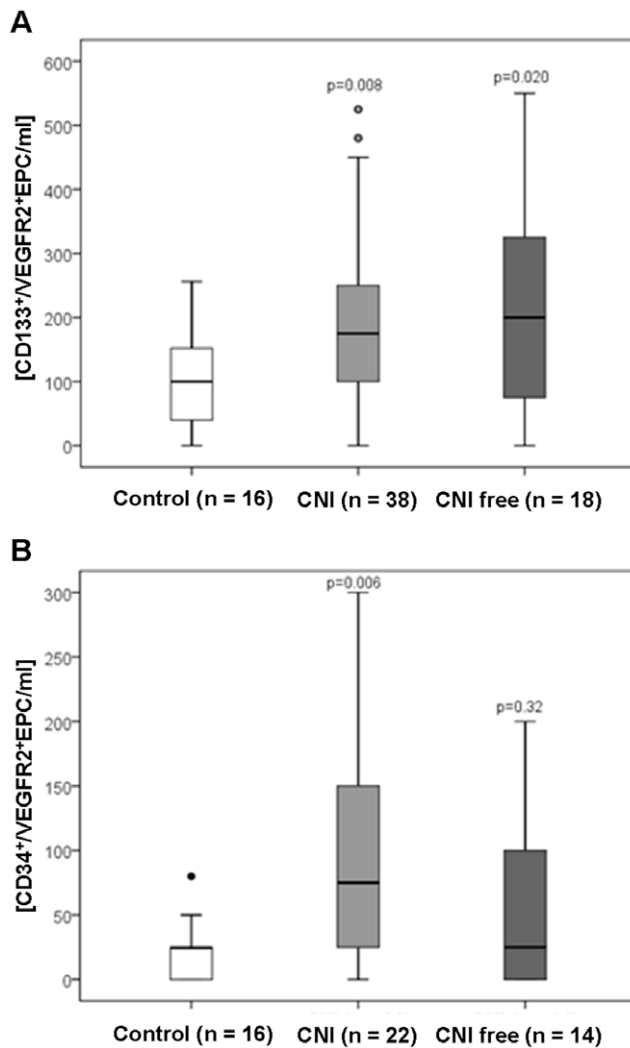 A
[CD133⁺/VEGFR2⁺EPC/ml]
600
500
400
300
200
100
0
p=0.008
p=0.020
Control (n = 16) CNI (n = 38) CNI free (n = 18)
B
[CD34⁺/VEGFR2⁺EPC/ml]
300
250
200
150
100
50
0
p=0.006
p=0.32
Control (n = 16) CNI (n = 22) CNI free (n = 14)